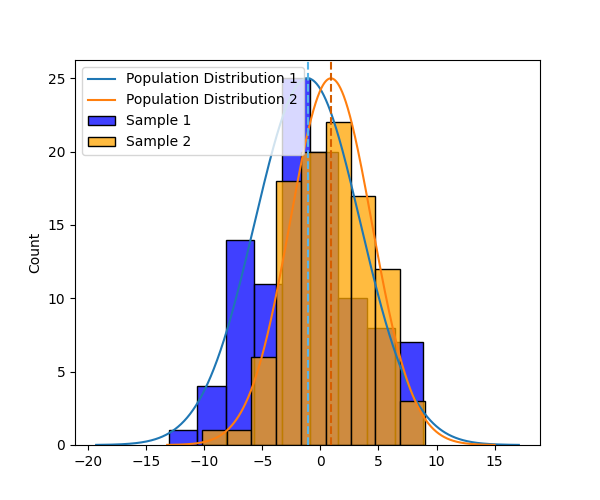 Population Distribution 1
Population Distribution 2
Sample 1
Sample 2
Count
25
20
15
10
5
0
−20 −15 −10 −5 0 5 10 15